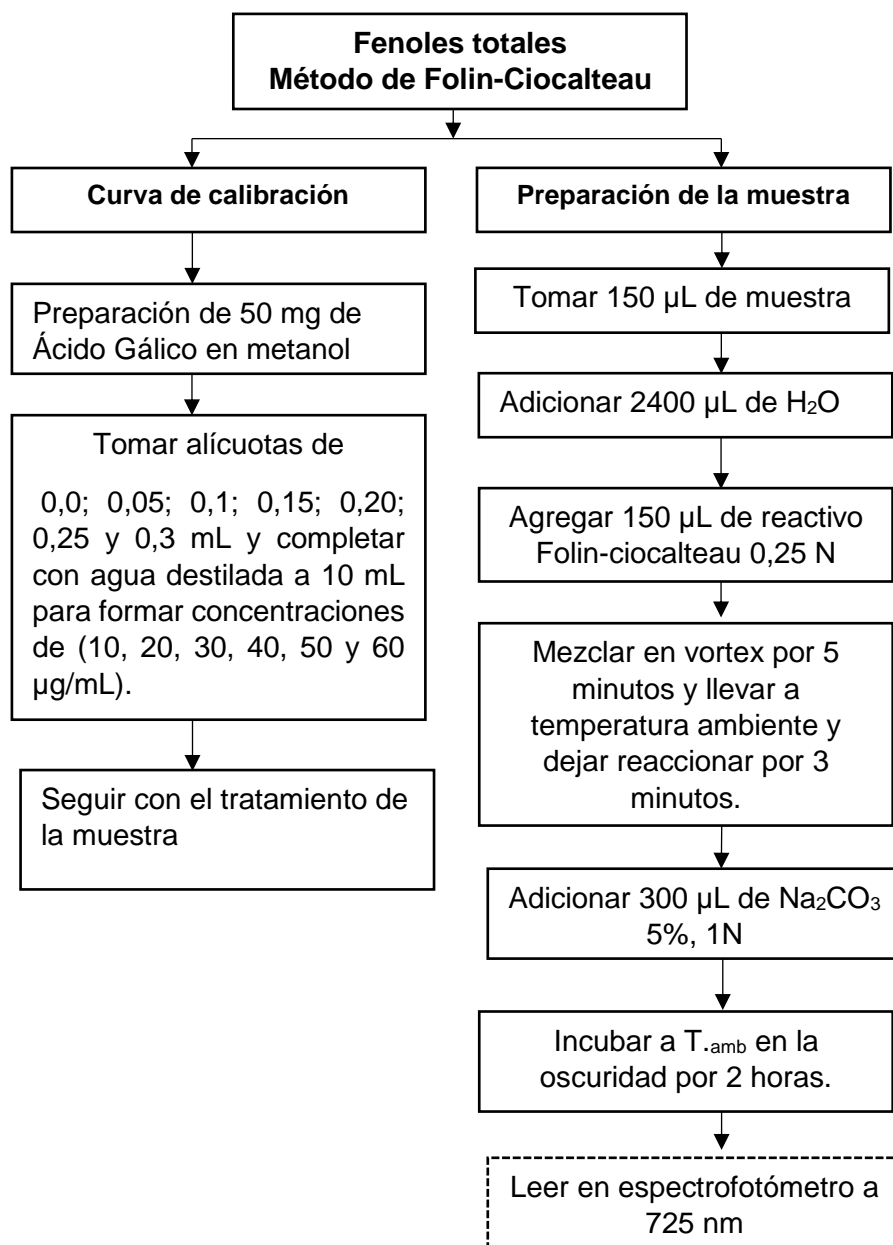 Fenoles totales
Método de Folin-Ciocalteau
Curva de calibración
Preparación de 50 mg de
Ácido Gálico en metanol
Tomar alícuotas de
0,0; 0,05; 0,1; 0,15; 0,20;
0,25 y 0,3 mL y completar
con agua destilada a 10 mL
para formar concentraciones
de (10, 20, 30, 40, 50 y 60
µg/mL).
Seguir con el tratamiento de
la muestra
Preparación de la muestra
Tomar 150 µL de muestra
Adicionar 2400 µL de H₂O
Agregar 150 µL de reactivo
Folin-ciocalteau 0,25 N
Mezclar en vortex por 5
minutos y llevar a
temperatura ambiente y
dejar reaccionar por 3
minutos.
Adicionar 300 µL de Na₂CO₃
5%, 1N
Incubar a T.amb en la
oscuridad por 2 horas.
Leer en espectrofotómetro a
725 nm